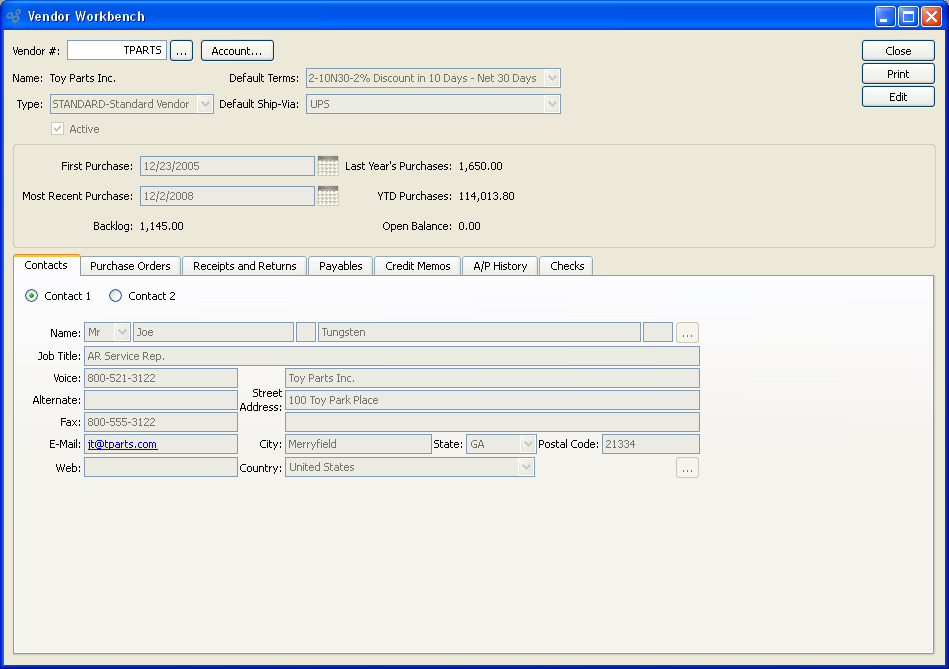 Vendor Workbench
Vendor #: TPARTS ... Account... Close
Name: Toy Parts Inc. Default Terms: 2-10N30-2% Discount in 10 Days - Net 30 Days Print
Type: STANDARD-Standard Vendor Default Ship-Via: UPS Edit
Active
First Purchase: 12/23/2005 Last Year's Purchases: 1,650.00
Most Recent Purchase: 12/2/2008 YTD Purchases: 114,013.80
Backlog: 1,145.00 Open Balance: 0.00
Contacts Purchase Orders Receipts and Returns Payables Credit Memos A/P History Checks
Contact 1 Contact 2
Name: Mr Joe Tungsten ...
Job Title: AR Service Rep.
Voice: 800-521-3122 Toy Parts Inc.
Alternate: Street Address: 100 Toy Park Place
Fax: 800-555-3122
E-Mail: jt@tparts.com City: Merryfield State: GA Postal Code: 21334
Web: Country: United States ...